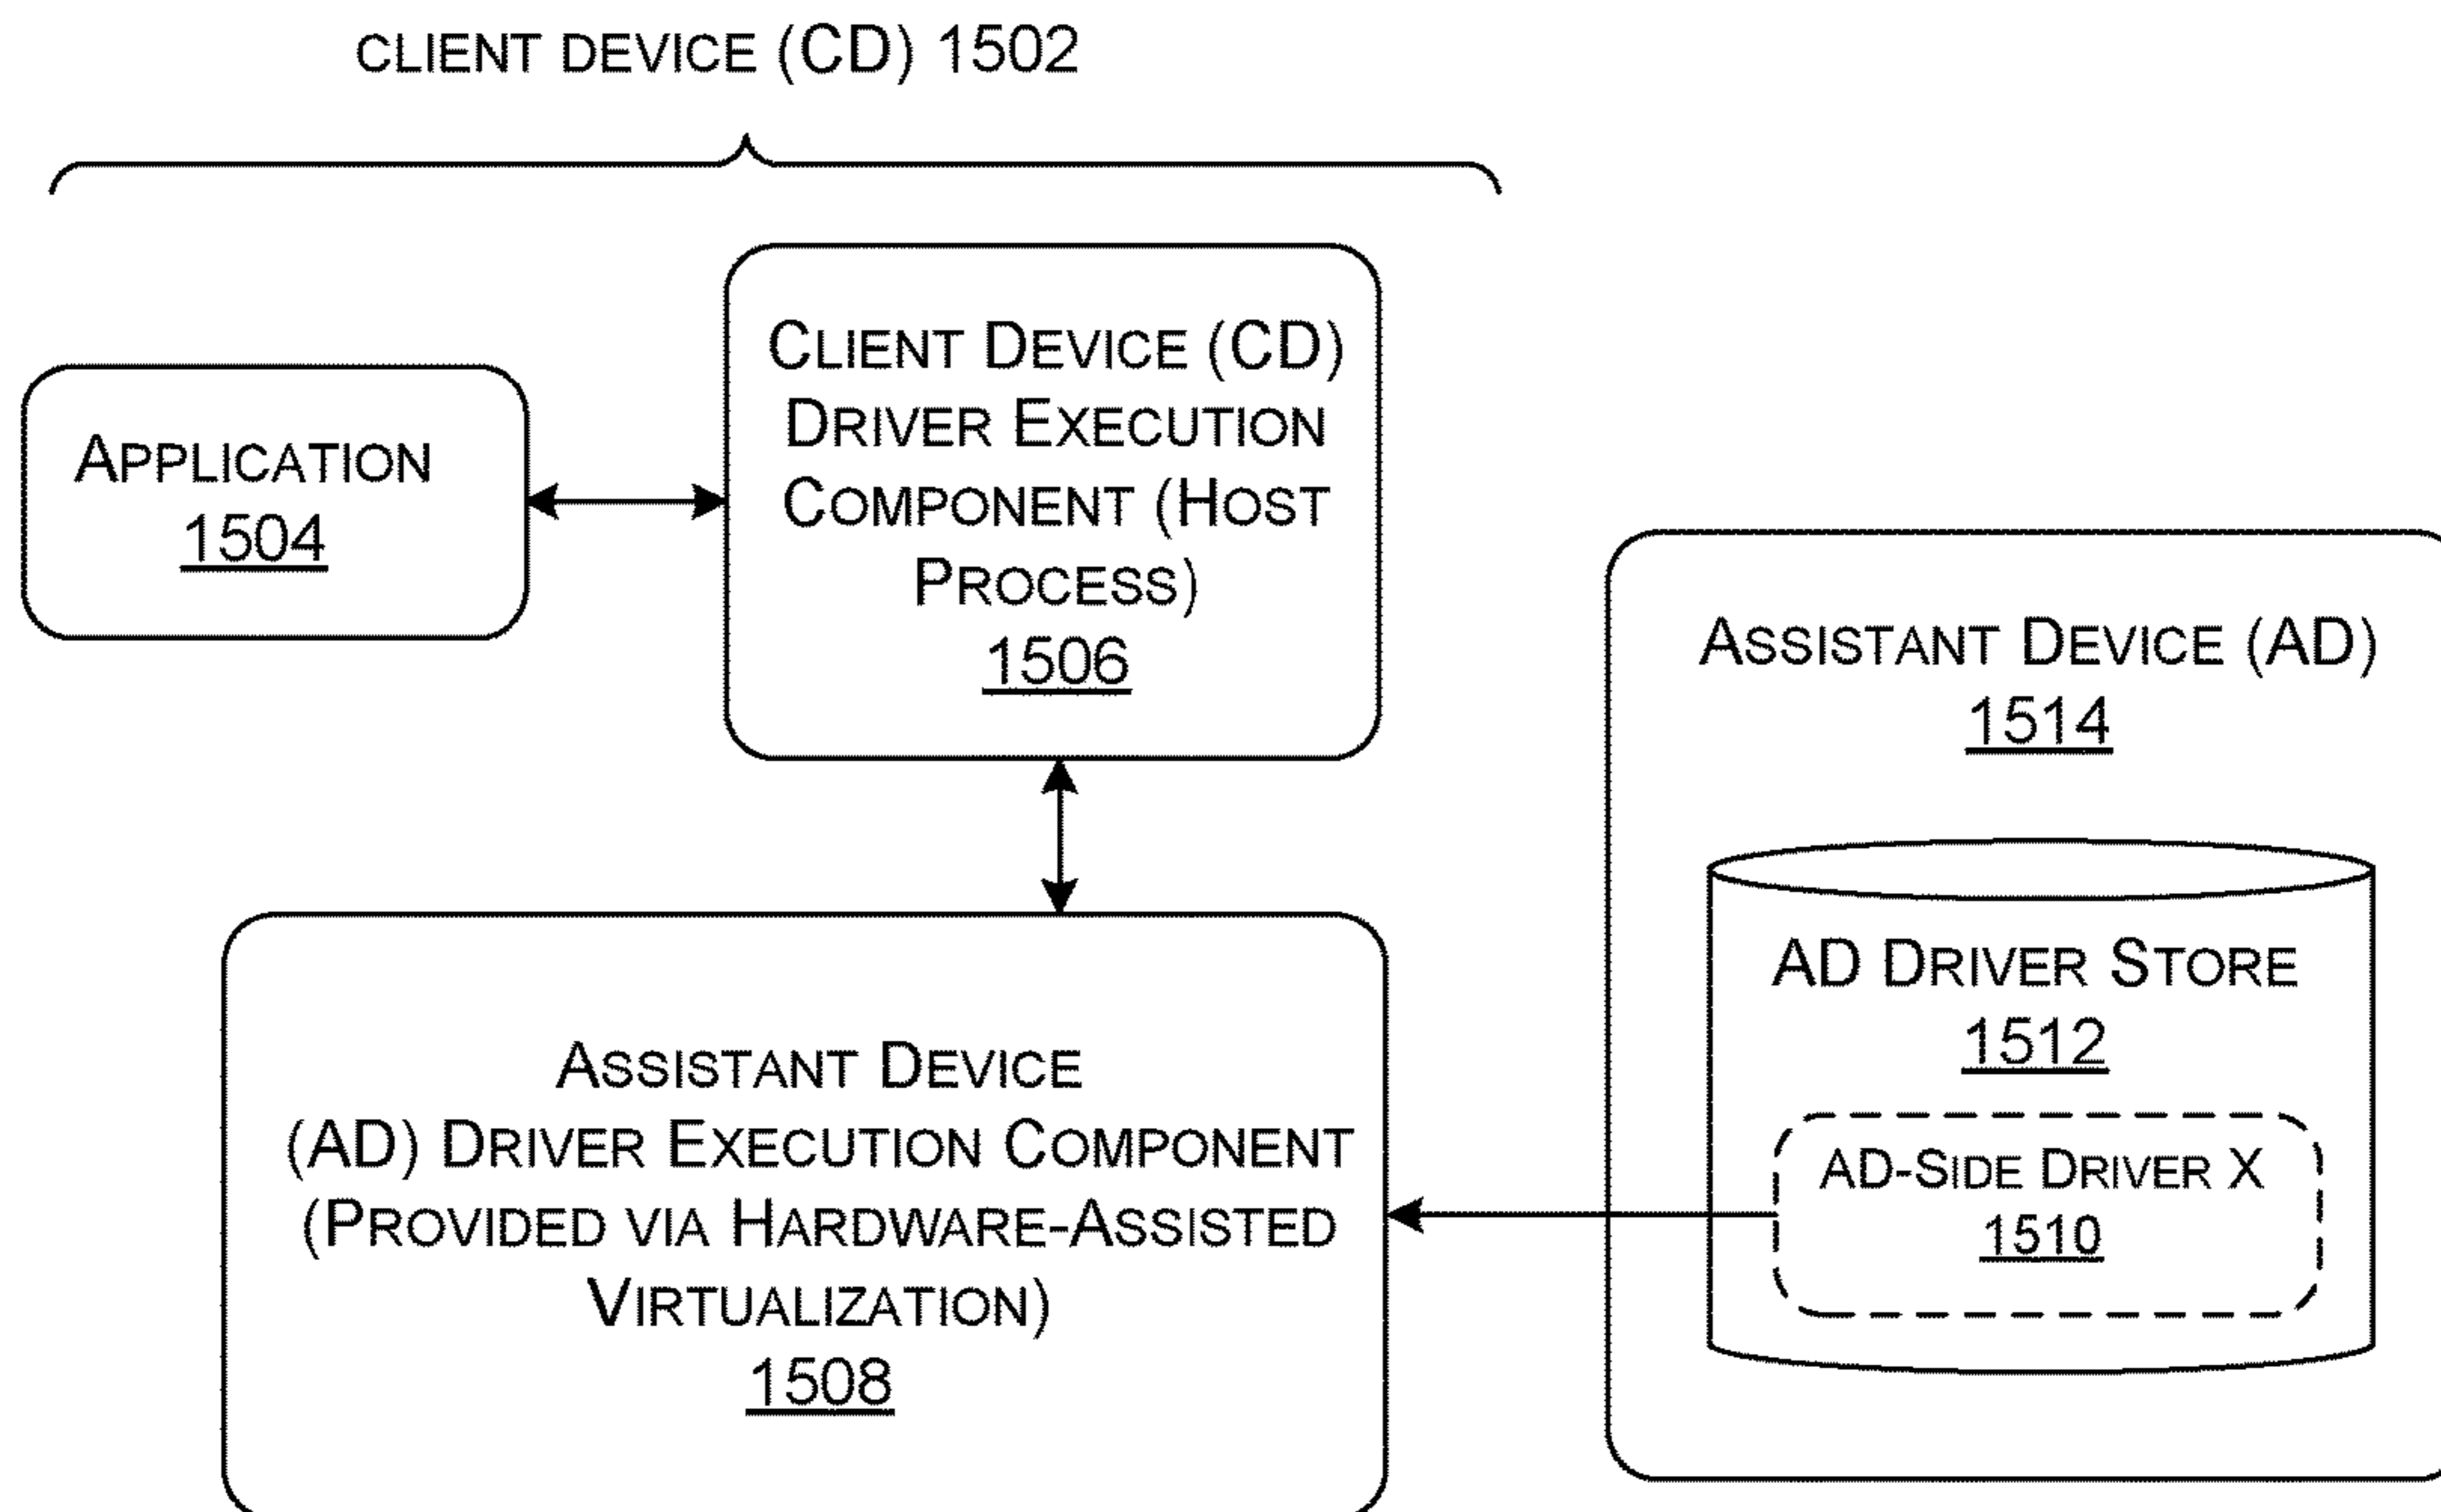 CLIENT DEVICE (CD) 1502
CLIENT DEVICE (CD)
DRIVER EXECUTION
COMPONENT (HOST
PROCESS)
1506
APPLICATION
1504
ASSISTANT DEVICE (AD)
1514
AD DRIVER STORE
1512
AD-SIDE DRIVER X
1510
ASSISTANT DEVICE
(AD) DRIVER EXECUTION COMPONENT
(PROVIDED VIA HARDWARE-ASSISTED
VIRTUALIZATION)
1508